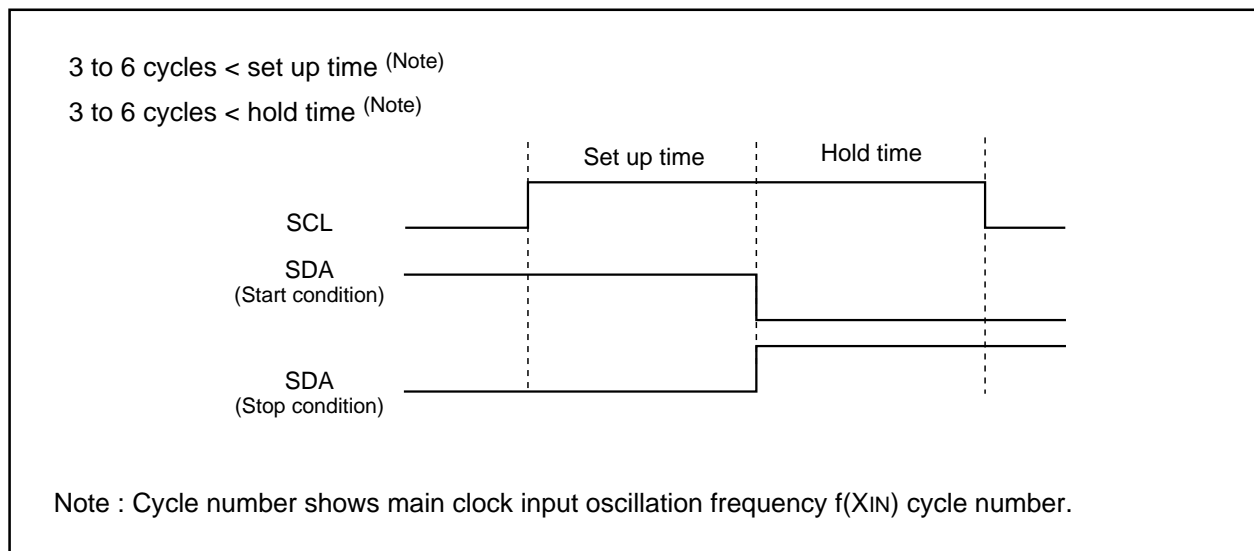 3 to 6 cycles < set up time (Note)
3 to 6 cycles < hold time (Note)
Set up time
Hold time
SCL
SDA
(Start condition)
SDA
(Stop condition)
Note : Cycle number shows main clock input oscillation frequency f(XIN) cycle number.